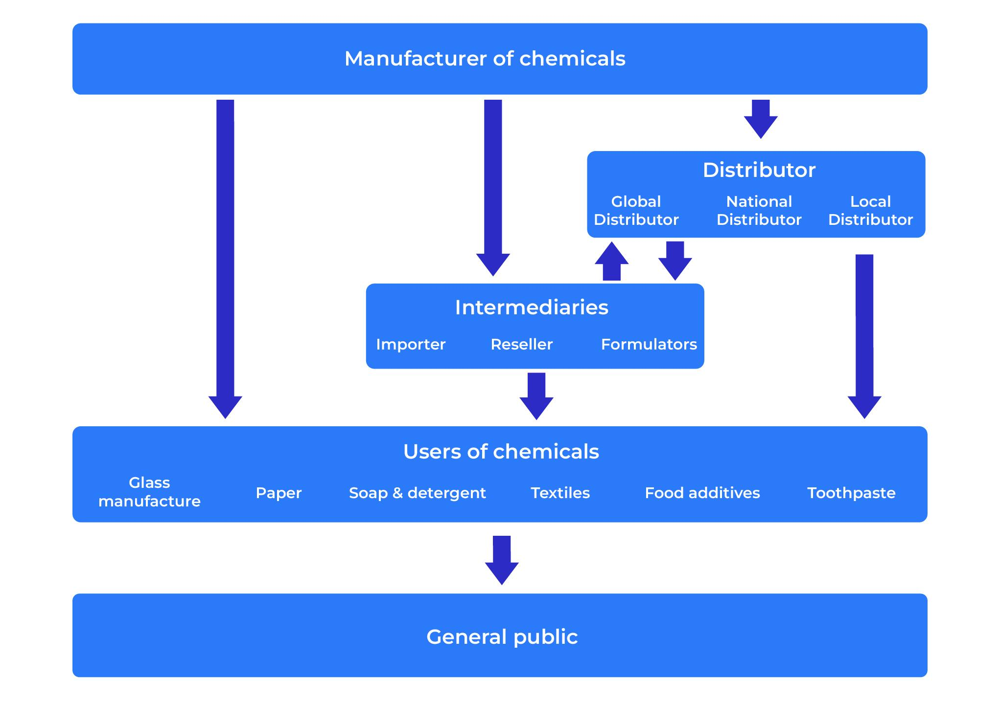 Manufacturer of chemicals
Distributor
Global
Distributor
National
Distributor
Local
Distributor
Intermediaries
Importer
Reseller
Formulators
Users of chemicals
Glass
manufacture
Paper
Soap & detergent
Textiles
Food additives
Toothpaste
General public